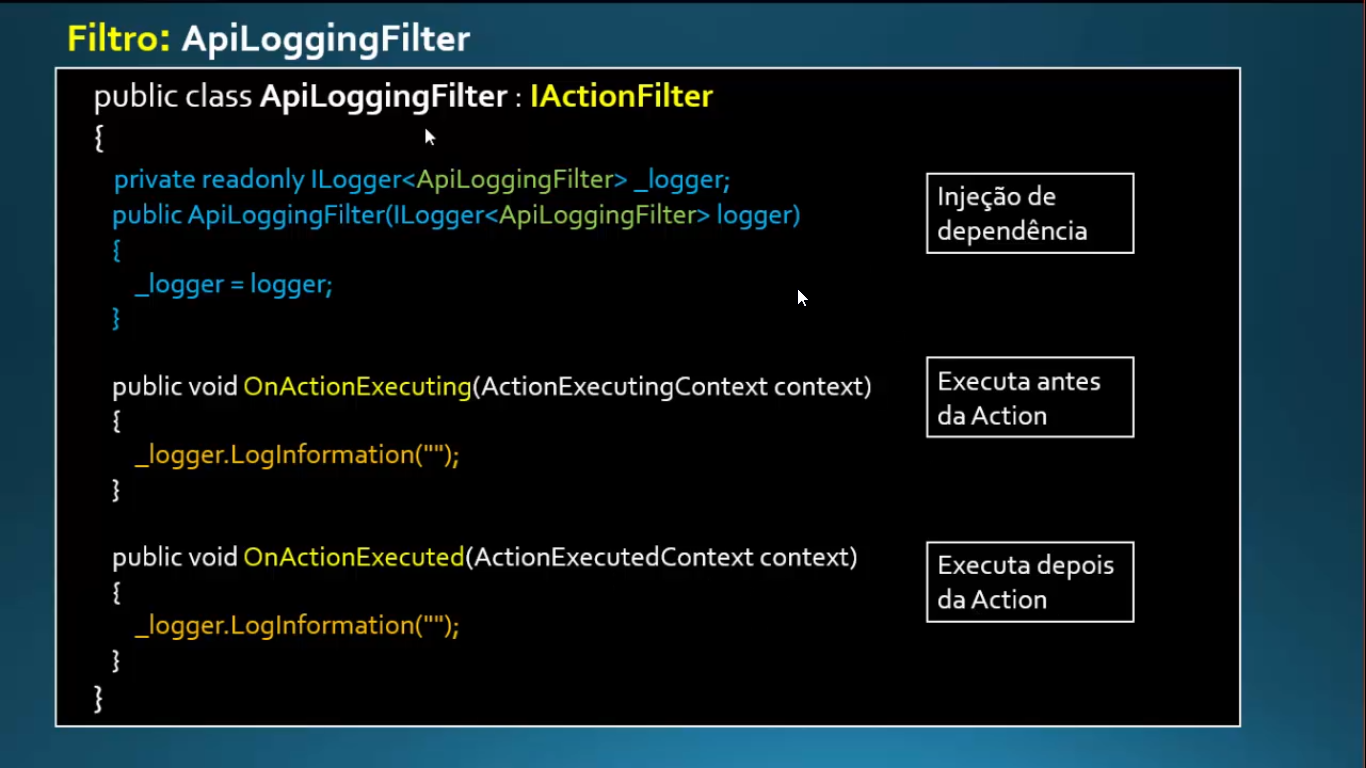 Filtro: ApiLoggingFilter
public class ApiLoggingFilter : IActionFilter
{
private readonly ILogger<ApiLoggingFilter> _logger;
public ApiLoggingFilter(ILogger<ApiLoggingFilter> logger)
{
_logger = logger;
}
Injeção de
dependência
public void OnActionExecuting(ActionExecutingContext context)
{
_logger.LogInformation("");
}
Executa antes
da Action
public void OnActionExecuted(ActionExecutedContext context)
{
_logger.LogInformation("");
}
Executa depois
da Action
}